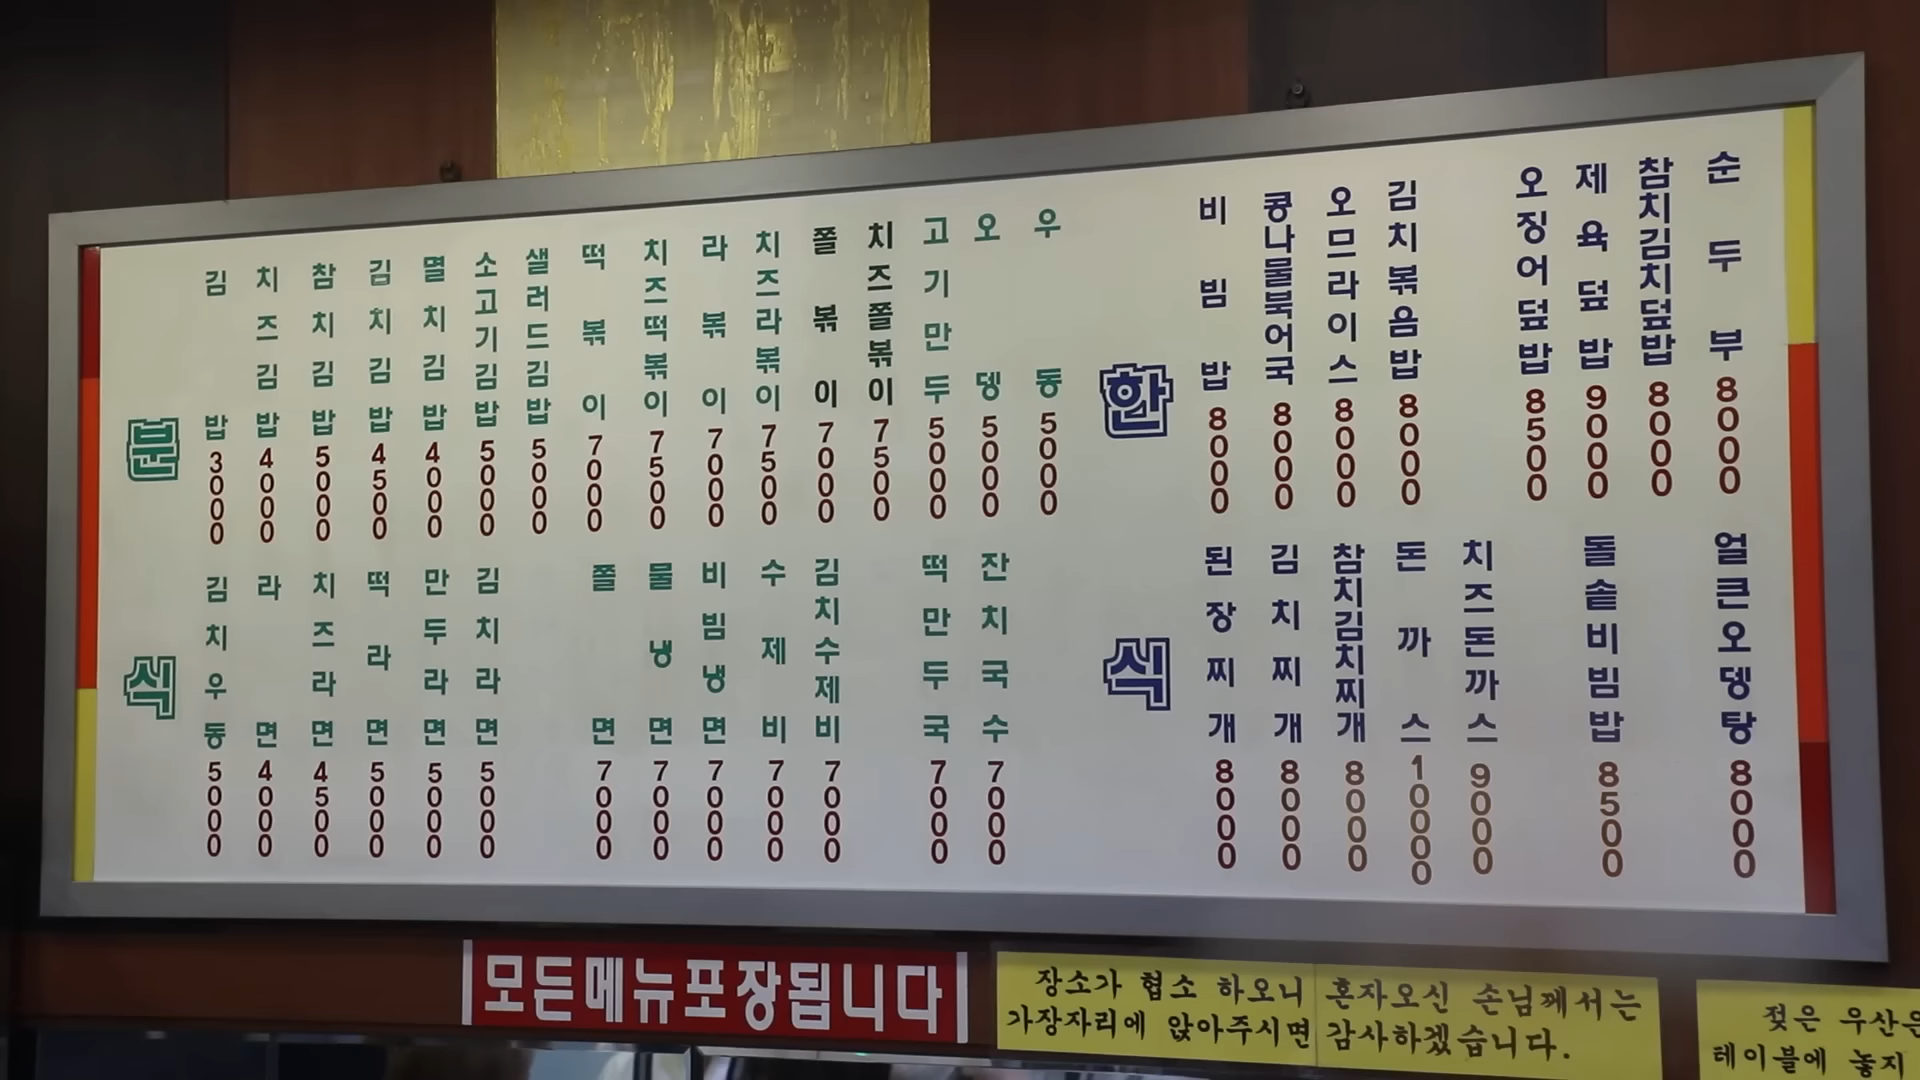 분식
김밥 3000
치즈김밥 4000
참치김밥 5000
김치김밥 4500
멸치김밥 4000
소고기김밥 5000
샐러드김밥 5000
떡볶이 7000
치즈떡볶이 7500
라볶이 7000
치즈라볶이 7500
쫄볶이 7000
치즈쫄볶이 7500
고기만두 5000
오뎅 5000
우동 5000
김치우동 5000
라면 4000
치즈라면 4500
떡라면 5000
만두라면 5000
김치라면 5000
쫄면 7000
물냉면 7000
비빔냉면 7000
수제비 7000
김치수제비 7000
떡만두국 7000
잔치국수 7000
한식
비빔밥 8000
콩나물북어국 8000
오므라이스 8000
김치볶음밥 8000
오징어덮밥 8500
제육덮밥 9000
참치김치덮밥 8000
순두부 8000
된장찌개 8000
김치찌개 8000
참치김치찌개 8000
돈까스 10000
치즈돈까스 9000
돌솥비빔밥 8500
얼큰오뎅탕 8000
모든메뉴포장됩니다
장소가 협소 하오니 혼자오신 손님께서는
가장자리에 앉아주시면 감사하겠습니다.
젖은 우산은
테이블에 놓지